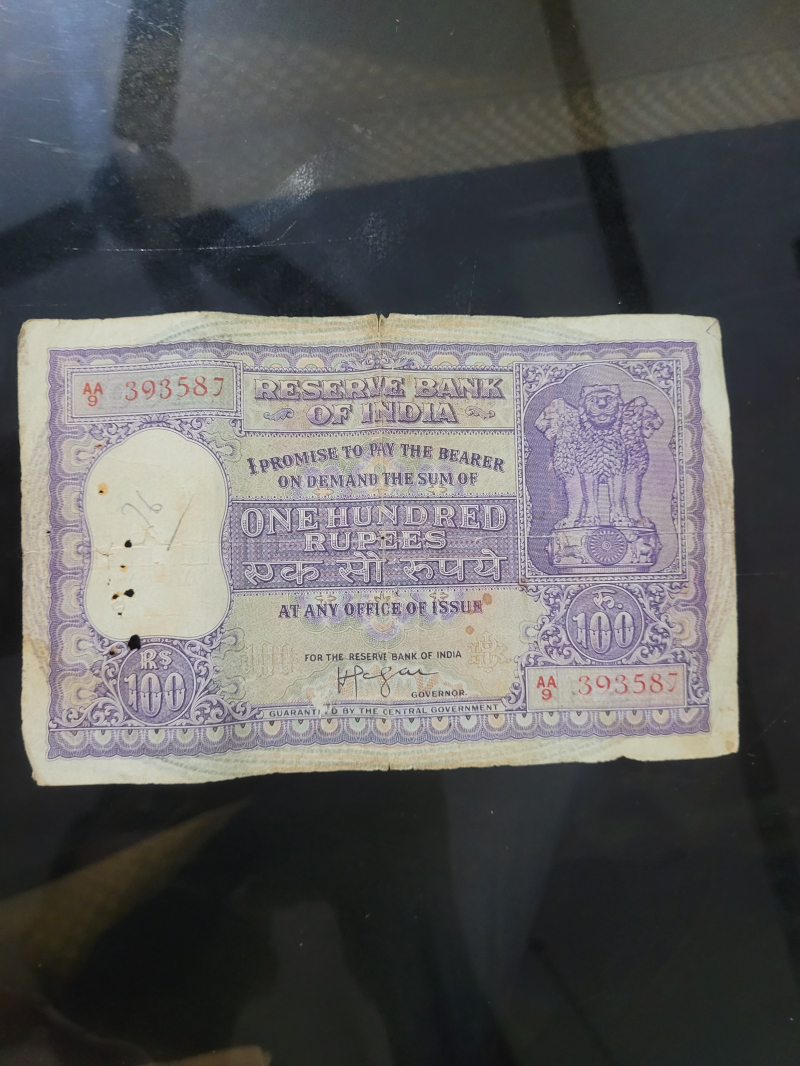 AA
9 393587
RESERVE BANK
OF INDIA
I PROMISE TO PAY THE BEARER
ON DEMAND THE SUM OF
ONE HUNDRED
RUPEES
एक सौ रुपये
AT ANY OFFICE OF ISSUE
FOR THE RESERVE BANK OF INDIA
GOVERNOR.
GUARANTEED BY THE CENTRAL GOVERNMENT
RS
100
रु.
100
AA
9 393587